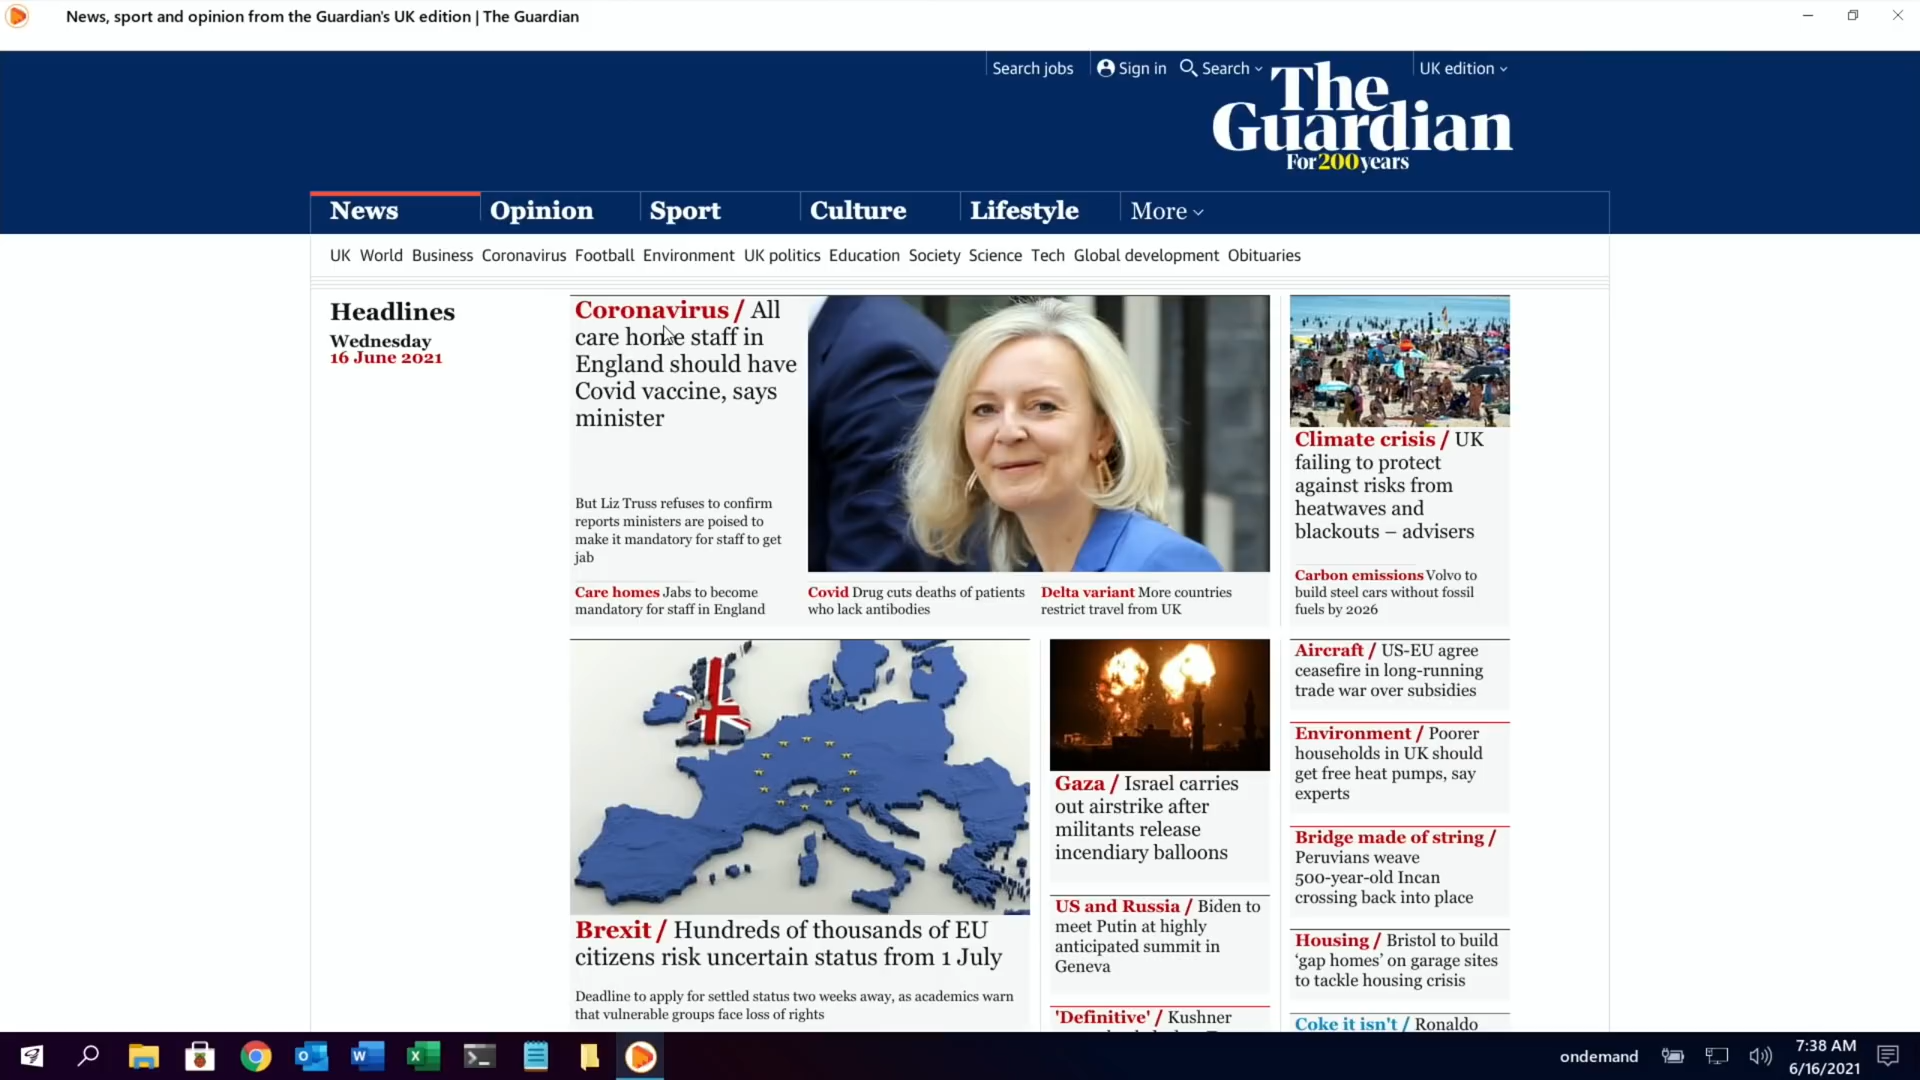 News, sport and opinion from the Guardian's UK edition | The Guardian
Search jobs
Sign in
Search
UK edition
The
Guardian
For 200 years
News
Opinion
Sport
Culture
Lifestyle
More
UK World Business Coronavirus Football Environment UK politics Education Society Science Tech Global development Obituaries
Headlines
Wednesday
16 June 2021
Coronavirus / All
care home staff in
England should have
Covid vaccine, says
minister
But Liz Truss refuses to confirm
reports ministers are poised to
make it mandatory for staff to get
jab
Care homes Jabs to become
mandatory for staff in England
Covid Drug cuts deaths of patients
who lack antibodies
Delta variant More countries
restrict travel from UK
Climate crisis / UK
failing to protect
against risks from
heatwaves and
blackouts – advisers
Carbon emissions Volvo to
build steel cars without fossil
fuels by 2026
Brexit / Hundreds of thousands of EU
citizens risk uncertain status from 1 July
Deadline to apply for settled status two weeks away, as academics warn
that vulnerable groups face loss of rights
Gaza / Israel carries
out airstrike after
militants release
incendiary balloons
US and Russia / Biden to
meet Putin at highly
anticipated summit in
Geneva
'Definitive' / Kushner
Aircraft / US-EU agree
ceasefire in long-running
trade war over subsidies
Environment / Poorer
households in UK should
get free heat pumps, say
experts
Bridge made of string /
Peruvians weave
500-year-old Incan
crossing back into place
Housing / Bristol to build
'gap homes' on garage sites
to tackle housing crisis
Coke it isn't / Ronaldo
ondemand
7:38 AM
6/16/2021